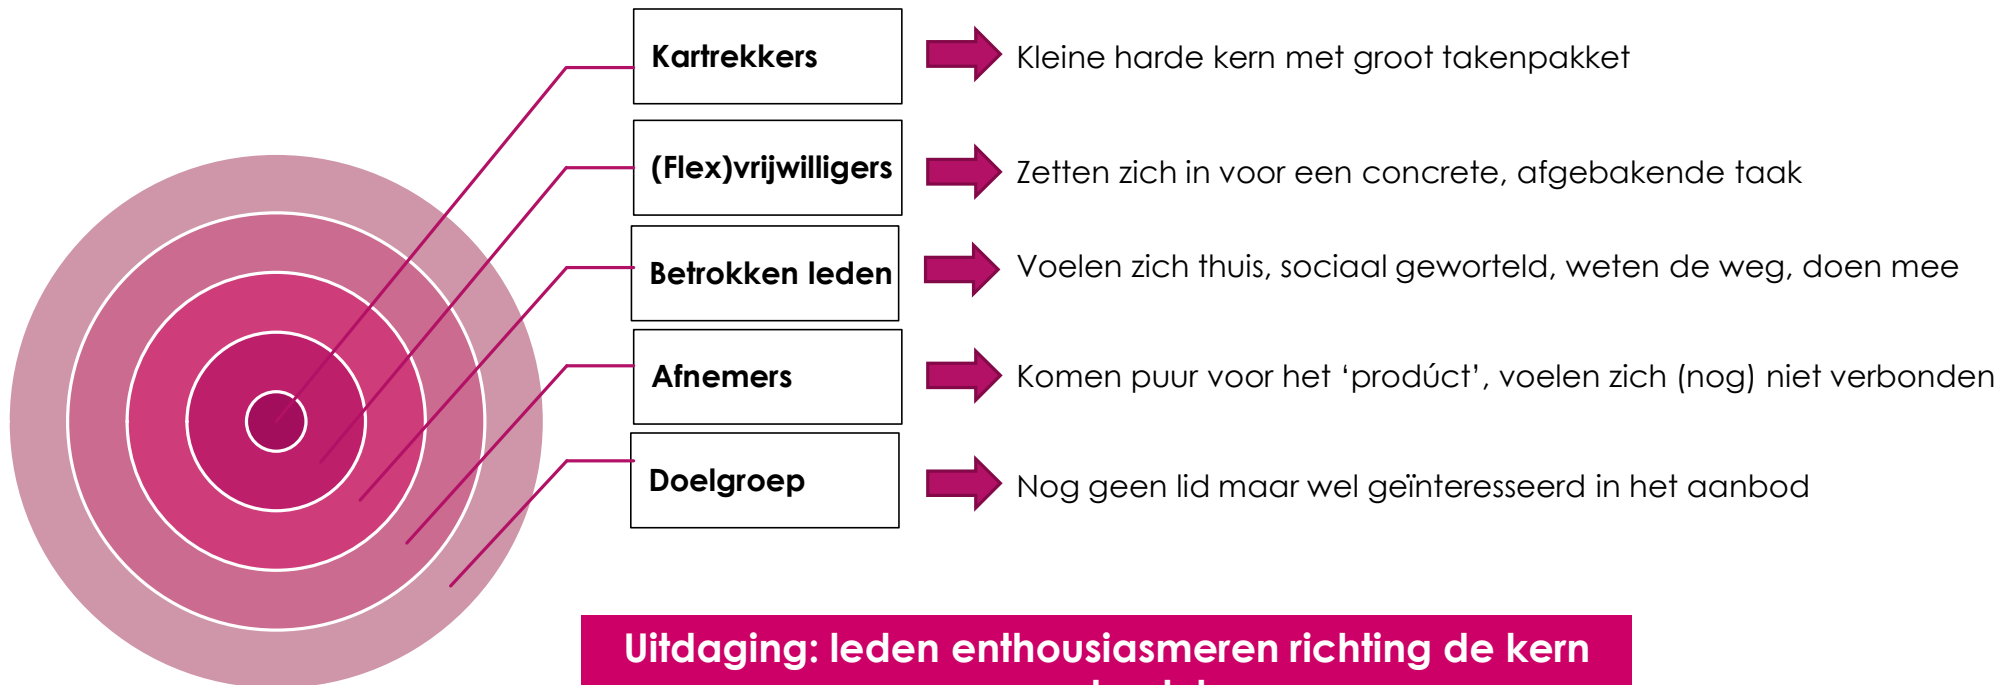 Kartrekkers
Kleine harde kern met groot takenpakket
(Flex)vrijwilligers
Zetten zich in voor een concrete, afgebakende taak
Betrokken leden
Voelen zich thuis, sociaal geworteld, weten de weg, doen mee
Afnemers
Komen puur voor het ‘prodúct’, voelen zich (nog) niet verbonden
Doelgroep
Nog geen lid maar wel geïnteresseerd in het aanbod
Uitdaging: leden enthousiasmeren richting de kern